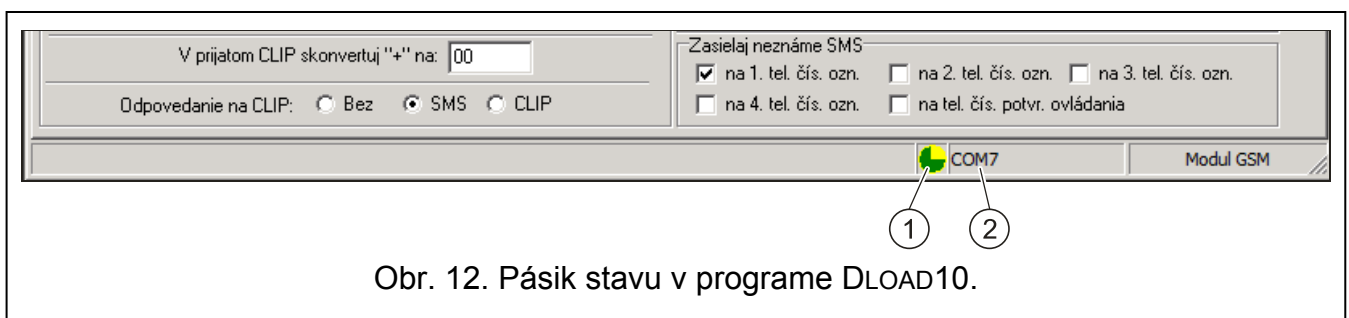 V prijatom CLIP skonvertuj "+" na: 00
Odpovedanie na CLIP: Bez SMS CLIP
Zasielaj neznáme SMS
na 1. tel. čís. ozn. na 2. tel. čís. ozn. na 3. tel. čís. ozn.
na 4. tel. čís. ozn. na tel. čís. potvr. ovládania
COM7 Modul GSM
1 2
Obr. 12. Pásik stavu v programe DLOAD10.